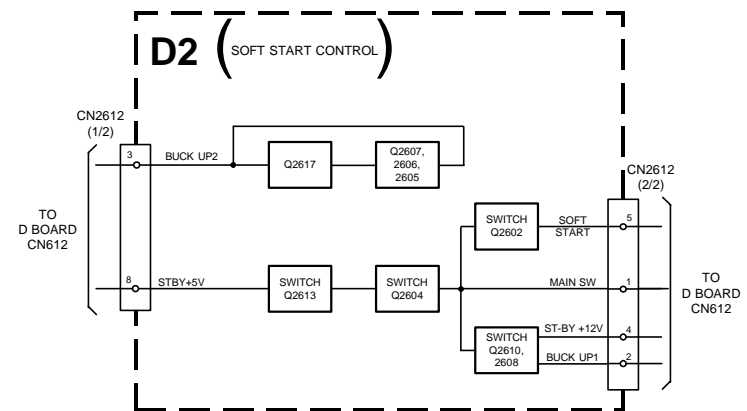 D2 (SOFT START CONTROL)
CN2612
(1/2)
3
BUCK UP2
Q2617
Q2607,
2606,
2605
CN2612
(2/2)
TO
D BOARD
CN612
SWITCH
Q2602
SOFT
START
5
8
STBY+5V
SWITCH
Q2613
SWITCH
Q2604
MAIN SW
1
TO
D BOARD
CN612
SWITCH
Q2610,
2608
ST-BY +12V
4
BUCK UP1
2